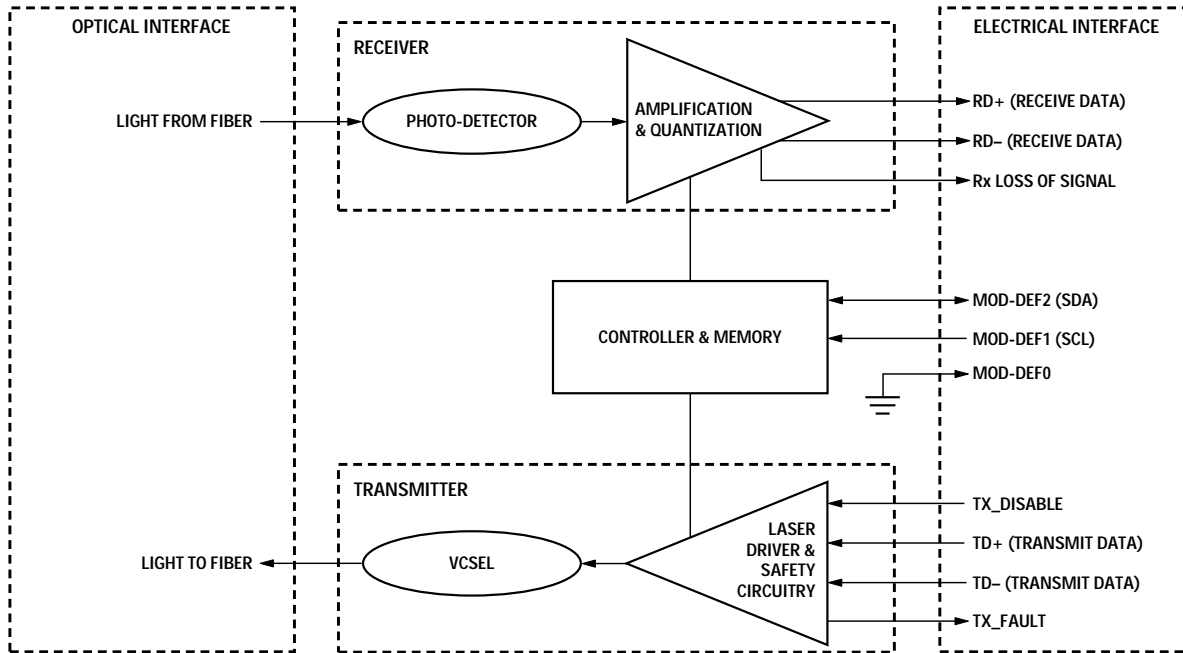 OPTICAL INTERFACE
LIGHT FROM FIBER
LIGHT TO FIBER
RECEIVER
PHOTO-DETECTOR
AMPLIFICATION
& QUANTIZATION
CONTROLLER & MEMORY
TRANSMITTER
VCSEL
LASER
DRIVER &
SAFETY
CIRCUITRY
ELECTRICAL INTERFACE
RD+ (RECEIVE DATA)
RD– (RECEIVE DATA)
Rx LOSS OF SIGNAL
MOD-DEF2 (SDA)
MOD-DEF1 (SCL)
MOD-DEF0
TX_DISABLE
TD+ (TRANSMIT DATA)
TD– (TRANSMIT DATA)
TX_FAULT